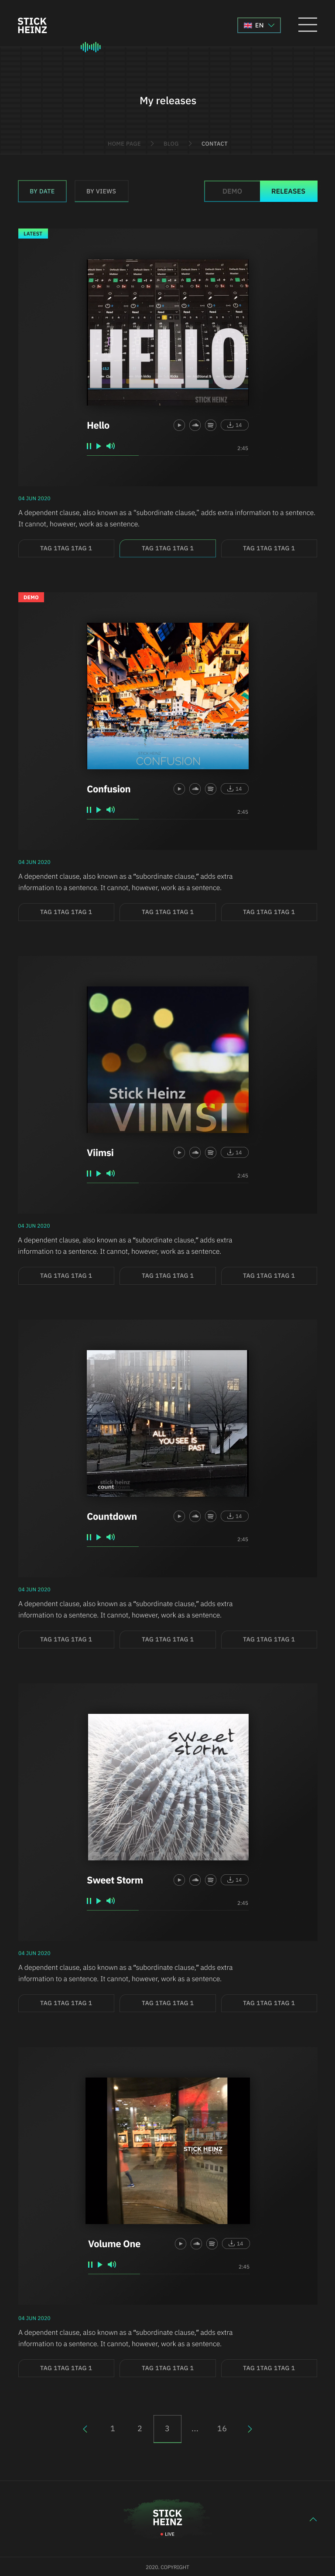 STICK
HEINZ
EN
My releases
HOME PAGE
BLOG
CONTACT
BY DATE
BY VIEWS
DEMO
RELEASES
LATEST
HELLO
STICK HEINZ
Hello
14
2:45
04 JUN 2020
A dependent clause, also known as a "subordinate clause," adds extra information to a sentence.
It cannot, however, work as a sentence.
TAG 1TAG 1TAG 1
TAG 1TAG 1TAG 1
TAG 1TAG 1TAG 1
DEMO
CONFUSION
Confusion
14
2:45
04 JUN 2020
A dependent clause, also known as a "subordinate clause," adds extra
information to a sentence. It cannot, however, work as a sentence.
TAG 1TAG 1TAG 1
TAG 1TAG 1TAG 1
TAG 1TAG 1TAG 1
Stick Heinz
VIIMSI
Viimsi
14
2:45
04 JUN 2020
A dependent clause, also known as a "subordinate clause," adds extra
information to a sentence. It cannot, however, work as a sentence.
TAG 1TAG 1TAG 1
TAG 1TAG 1TAG 1
TAG 1TAG 1TAG 1
ALL
YOU SEE IS
PAST
stick heinz
count
Countdown
14
2:45
04 JUN 2020
A dependent clause, also known as a "subordinate clause," adds extra
information to a sentence. It cannot, however, work as a sentence.
TAG 1TAG 1TAG 1
TAG 1TAG 1TAG 1
TAG 1TAG 1TAG 1
sweet
storm
Sweet Storm
14
2:45
04 JUN 2020
A dependent clause, also known as a "subordinate clause," adds extra
information to a sentence. It cannot, however, work as a sentence.
TAG 1TAG 1TAG 1
TAG 1TAG 1TAG 1
TAG 1TAG 1TAG 1
STICK HEINZ
VOLUME ONE
Volume One
14
2:45
04 JUN 2020
A dependent clause, also known as a "subordinate clause," adds extra
information to a sentence. It cannot, however, work as a sentence.
TAG 1TAG 1TAG 1
TAG 1TAG 1TAG 1
TAG 1TAG 1TAG 1
1
2
3
...
16
STICK
HEINZ
LIVE
2020. COPYRIGHT